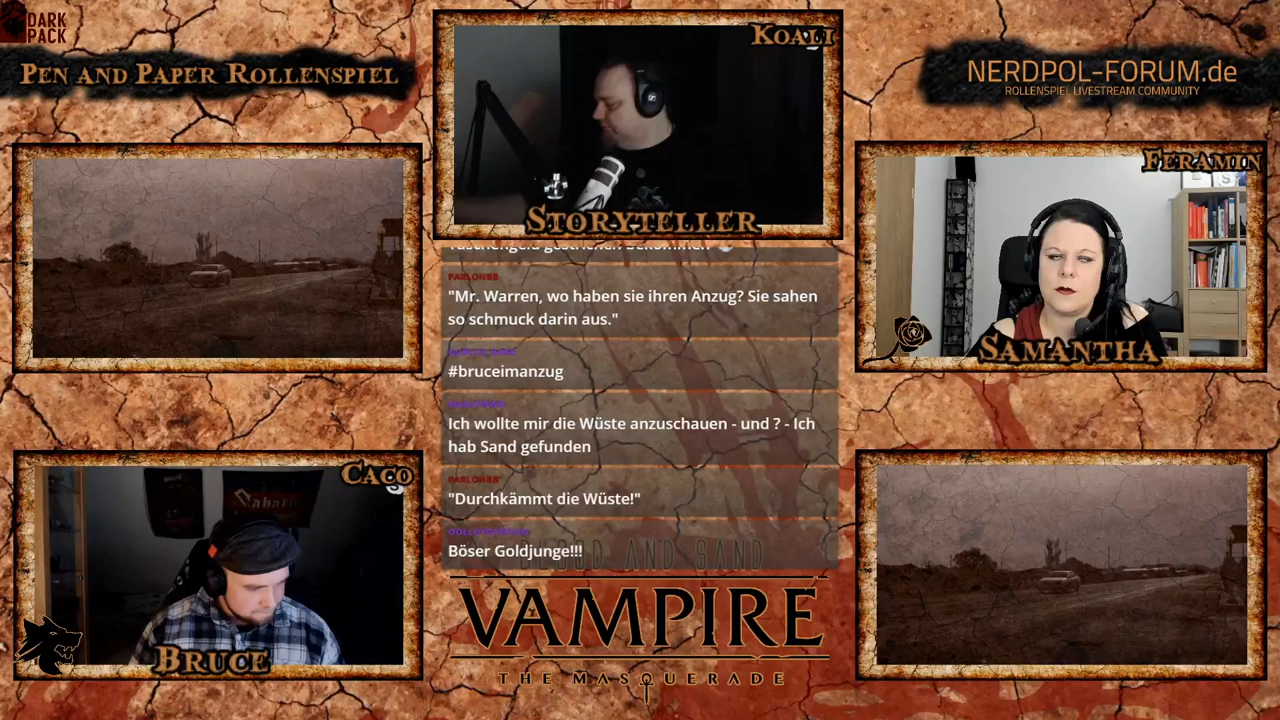 DARK
PACK
PEN AND PAPER ROLLENSPIEL
KOALI
STORYTELLER
NERDPOL-FORUM.de
ROLLENSPIEL LIVESTREAM COMMUNITY
FERAMIN
SAMANTHA
"Mr. Warren, wo haben sie ihren Anzug? Sie sahen
so schmuck darin aus."
#bruceimanzug
Ich wollte mir die Wüste anzuschauen - und ? - Ich
hab Sand gefunden
"Durchkämmt die Wüste!"
Böser Goldjunge!!!
BLOOD AND SAND
VAMPIRE
THE MASQUERADE
CACO
BRUCE